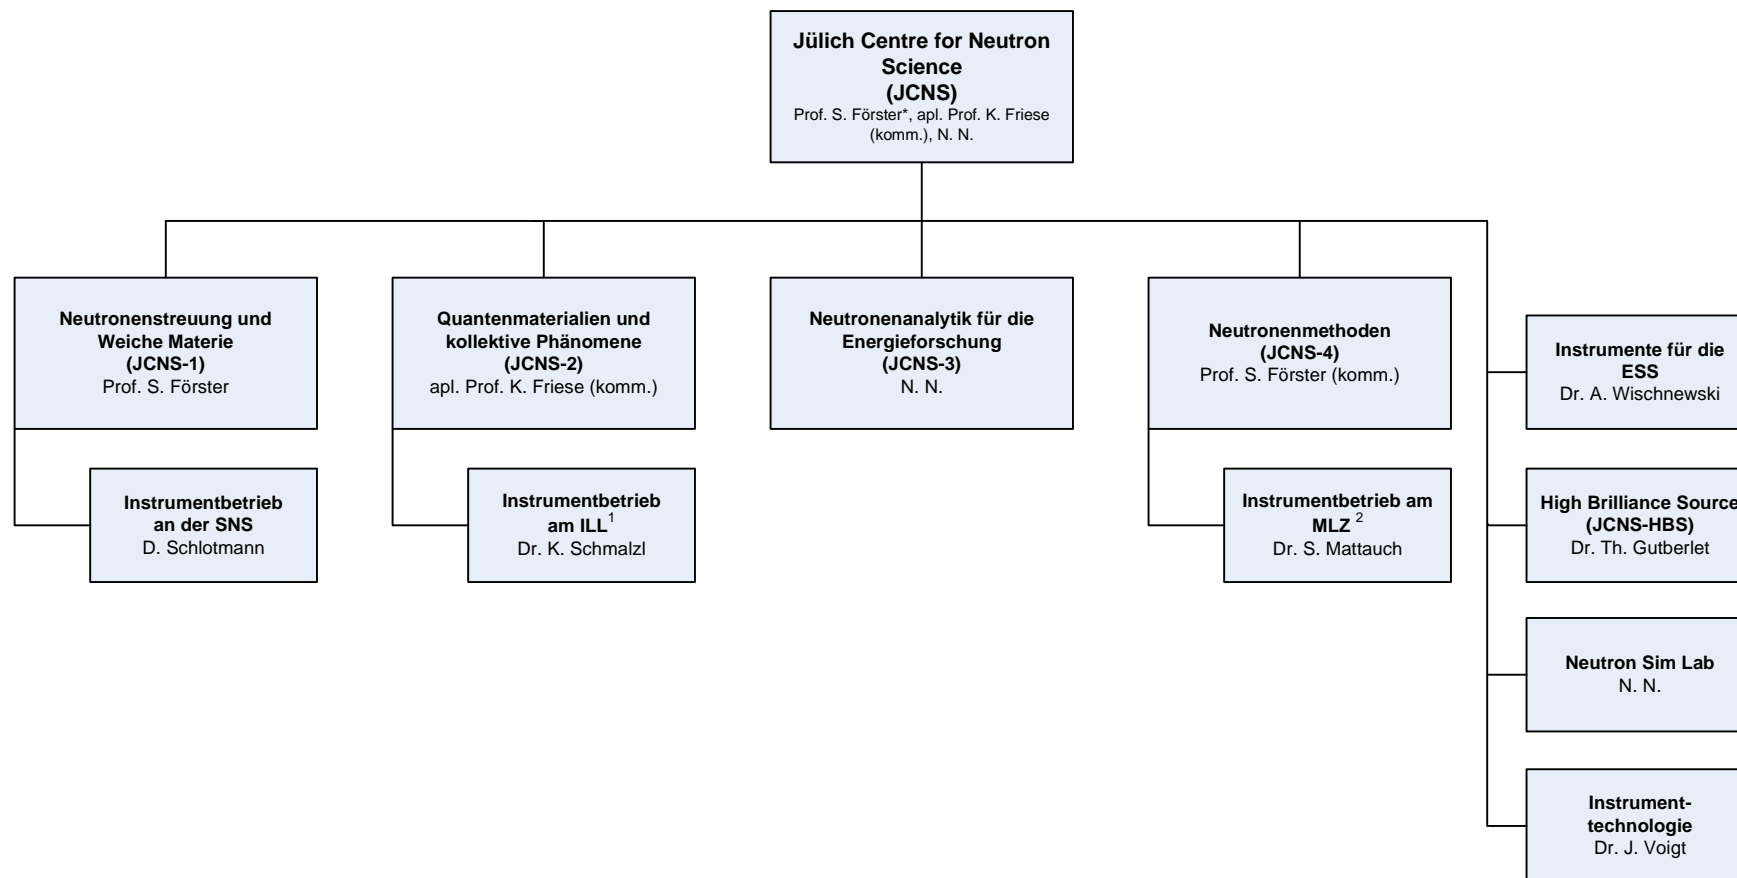 Jülich Centre for Neutron
Science
(JCNS)
Prof. S. Förster*, apl. Prof. K. Friese
(komm.), N. N.
Neutronenstreuung und
Weiche Materie
(JCNS-1)
Prof. S. Förster
Quantenmaterialien und
kollektive Phänomene
(JCNS-2)
apl. Prof. K. Friese (komm.)
Neutronenanalytik für die
Energieforschung
(JCNS-3)
N. N.
Neutronenmethoden
(JCNS-4)
Prof. S. Förster (komm.)
Instrumente für die
ESS
Dr. A. Wischnewski
Instrumentbetrieb
an der SNS
D. Schlotmann
Instrumentbetrieb
am ILL¹
Dr. K. Schmalzl
Instrumentbetrieb am
MLZ ²
Dr. S. Mattauch
High Brilliance Source
(JCNS-HBS)
Dr. Th. Gutberlet
Neutron Sim Lab
N. N.
Instrument-
technologie
Dr. J. Voigt